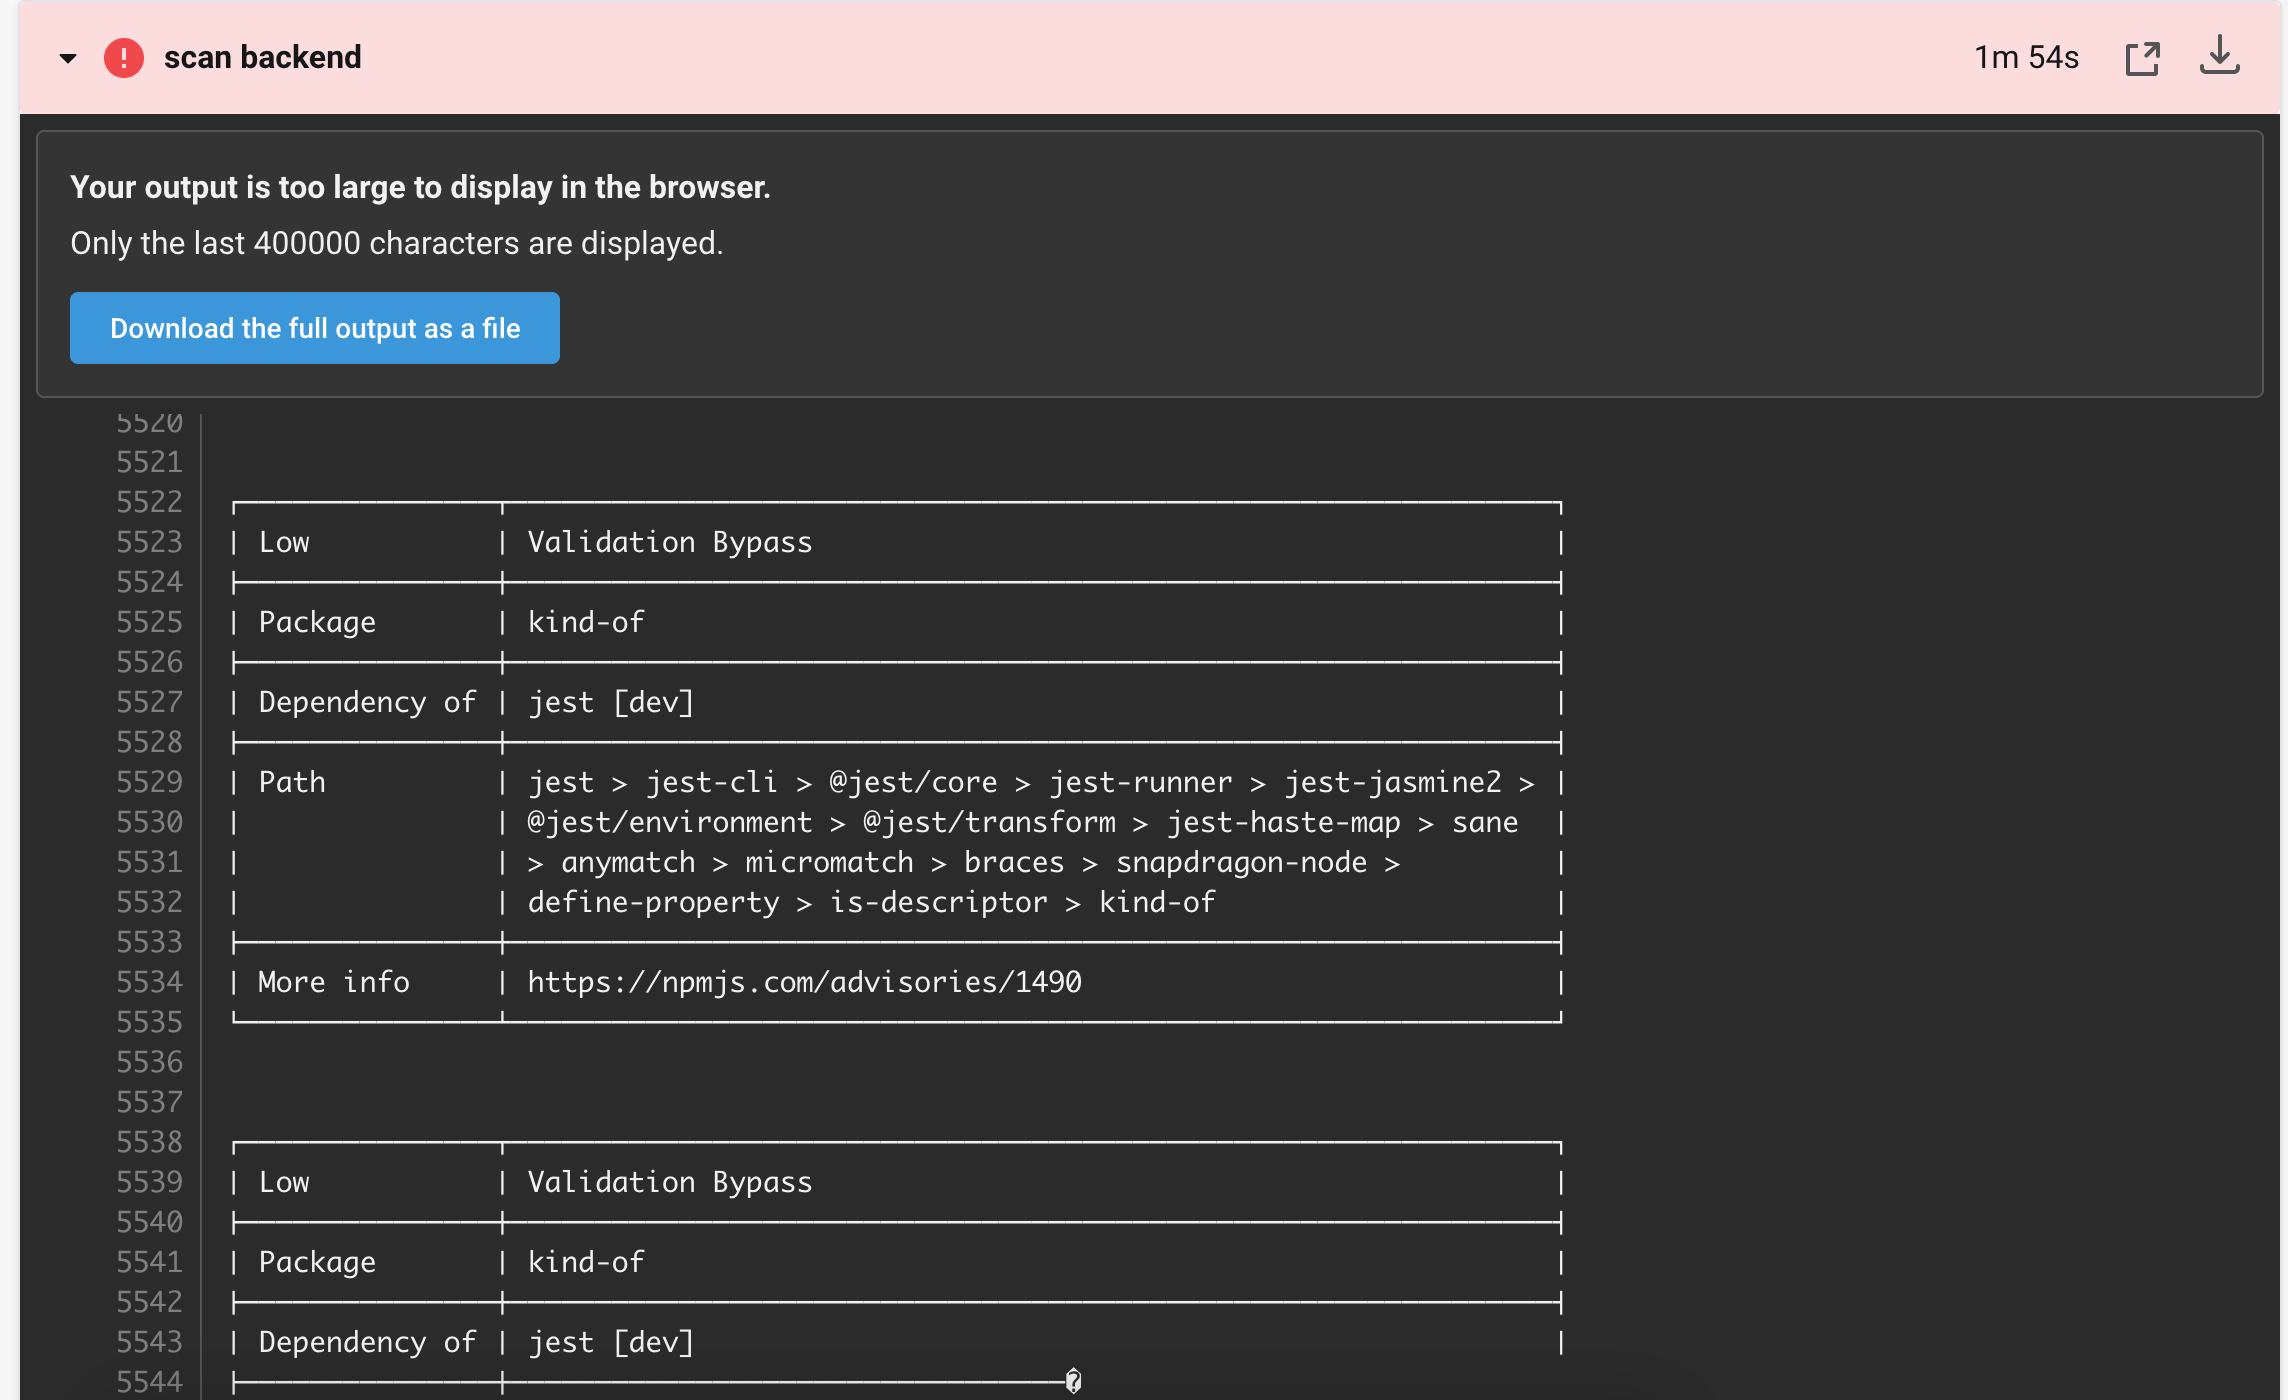 scan backend 1m 54s
Your output is too large to display in the browser.
Only the last 400000 characters are displayed.
Download the full output as a file
5520
5521
5522
5523 | Low | Validation Bypass |
5524
5525 | Package | kind-of |
5526
5527 | Dependency of | jest [dev] |
5528
5529 | Path | jest > jest-cli > @jest/core > jest-runner > jest-jasmine2 > |
5530 | | @jest/environment > @jest/transform > jest-haste-map > sane |
5531 | | > anymatch > micromatch > braces > snapdragon-node > |
5532 | | define-property > is-descriptor > kind-of |
5533
5534 | More info | https://npmjs.com/advisories/1490 |
5535
5536
5537
5538
5539 | Low | Validation Bypass |
5540
5541 | Package | kind-of |
5542
5543 | Dependency of | jest [dev] |
5544 �